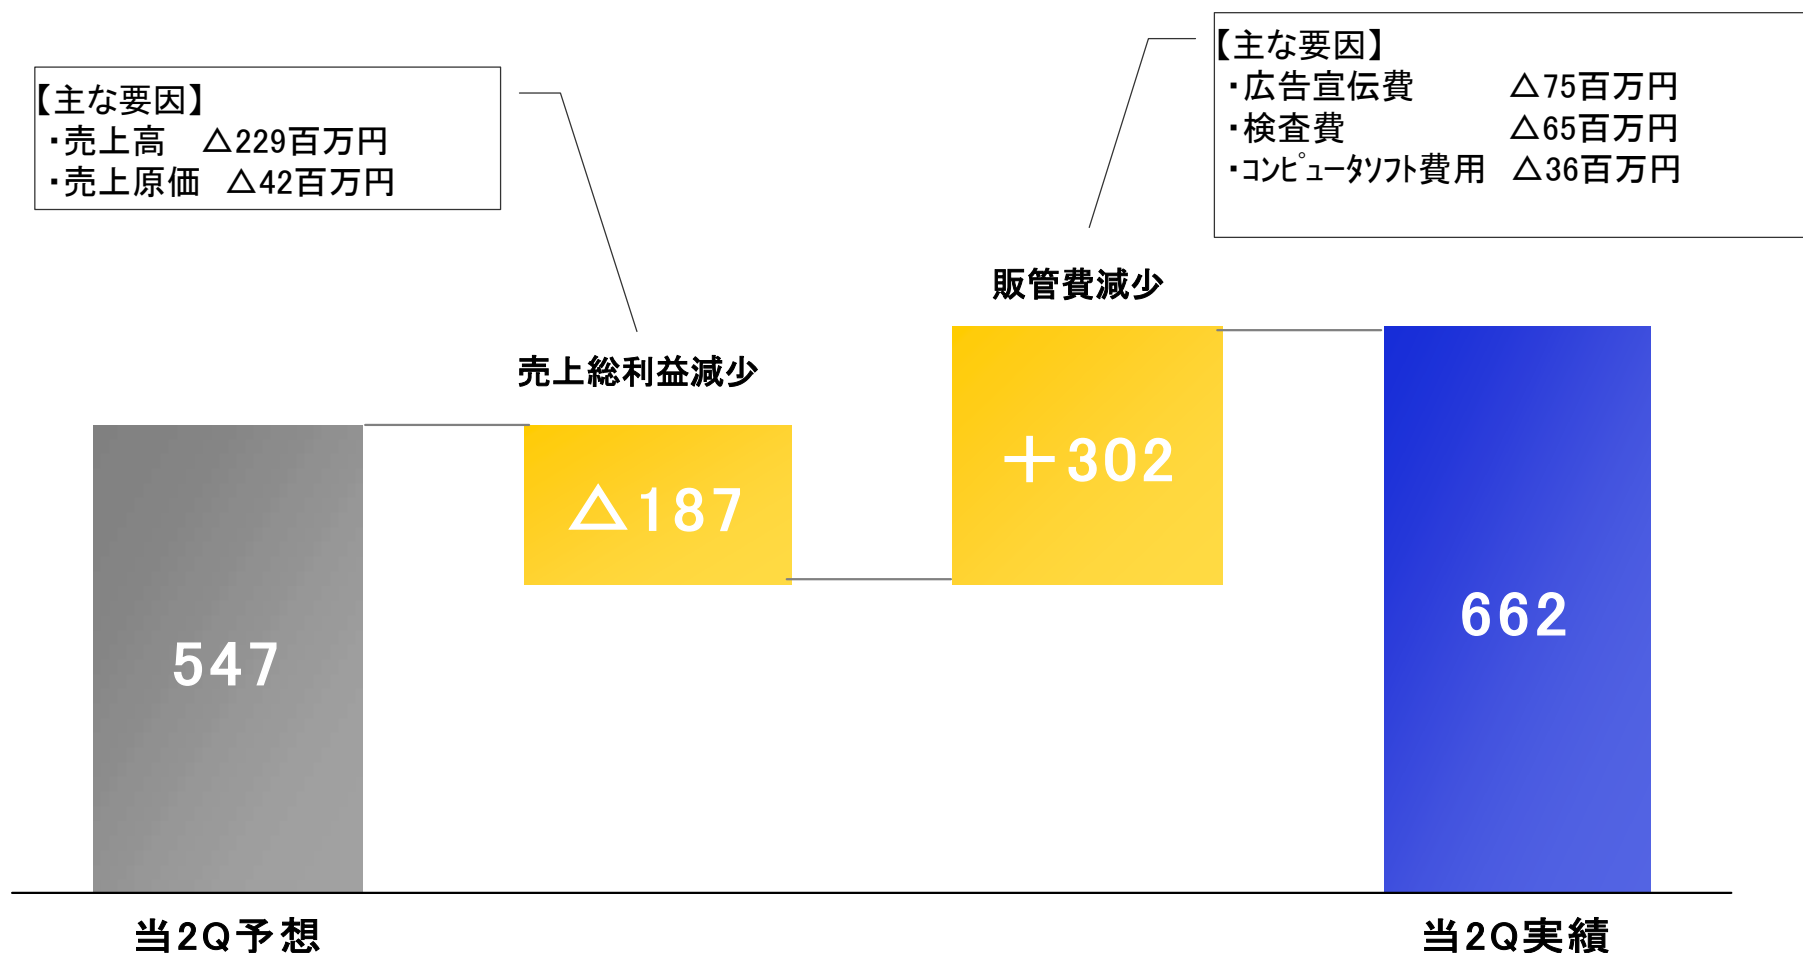 【主な要因】
・売上高　△229百万円
・売上原価　△42百万円
【主な要因】
・広告宣伝費　△75百万円
・検査費　△65百万円
・ｺﾝﾋﾟｭｰﾀｿﾌﾄ費用　△36百万円
販管費減少
売上総利益減少
＋302
△187
662
547
当2Q予想
当2Q実績